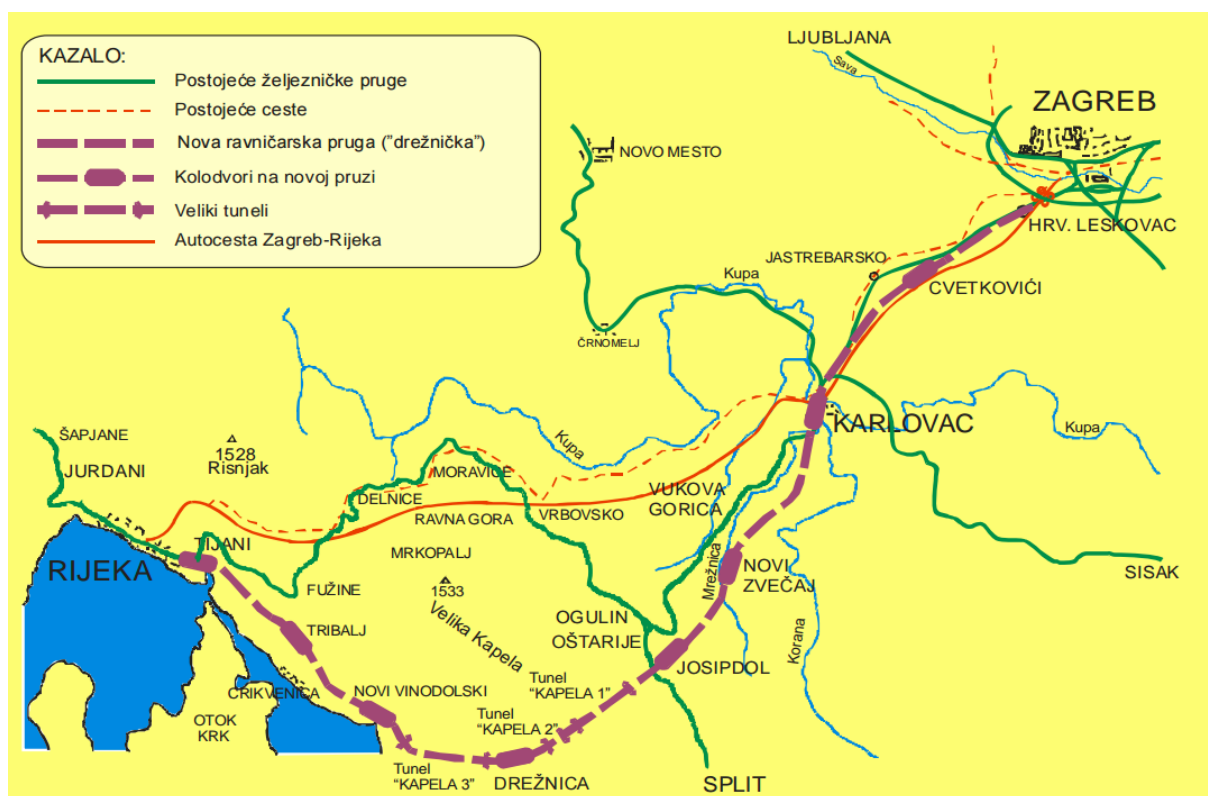 KAZALO:
Postojeće željezničke pruge
Postojeće ceste
Nova ravničarska pruga ("drežnička")
Kolodvori na novoj pruzi
Veliki tuneli
Autocesta Zagreb-Rijeka
LJUBLJANA
Sava
ZAGREB
NOVO MESTO
HRV. LESKOVAC
JASTREBARSKO
Kupa
CVETKOVIĆI
ČRNOMELJ
KARLOVAC
Kupa
Kupa
ŠAPJANE
1528
Risnjak
JURDANI
MORAVICE
DELNICE
VUKOVA
GORICA
RAVNA GORA
VRBOVSKO
TIJANI
MRKOPALJ
RIJEKA
Mrežnica
NOVI
ZVEČAJ
SISAK
FUŽINE
1533
Velika Kapela
OGULIN
OŠTARIJE
TRIBALJ
Korana
JOSIPDOL
Tunel
"KAPELA 1"
CRIKVENICA
NOVI VINODOLSKI
OTOK
KRK
Tunel
"KAPELA 2"
Tunel
"KAPELA 3"
DREŽNICA
SPLIT